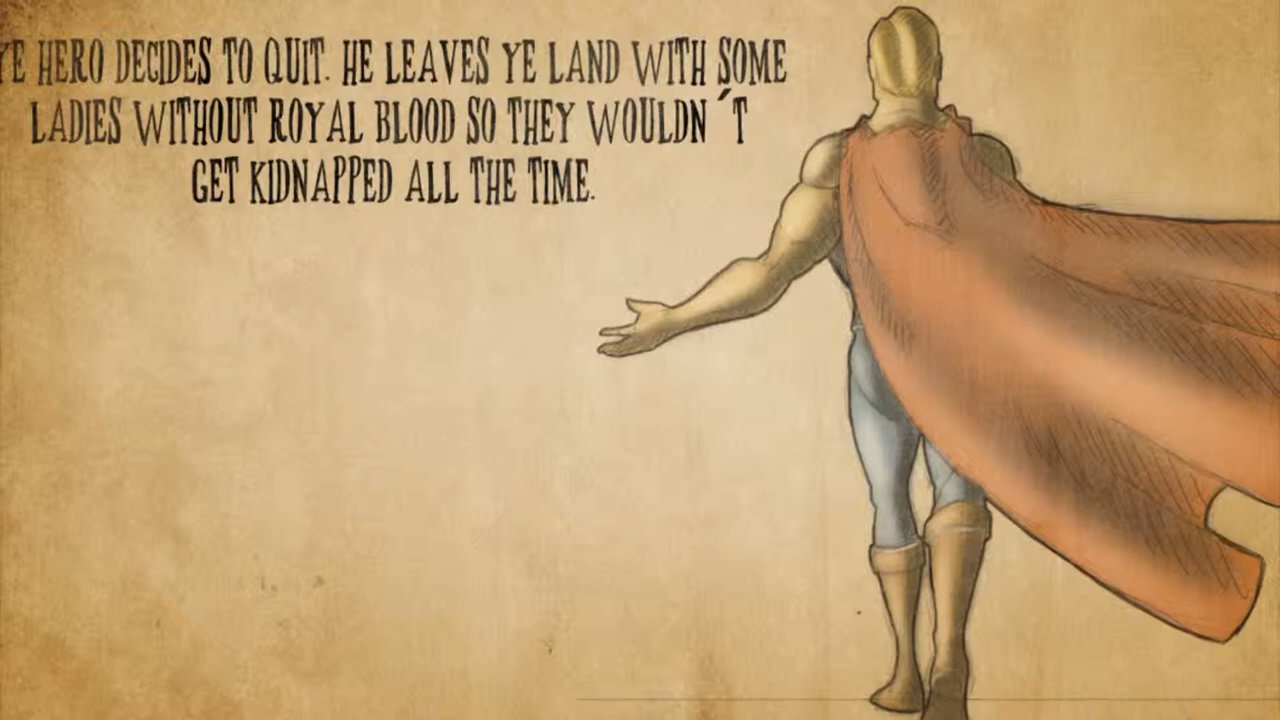 YE HERO DECIDES TO QUIT. HE LEAVES YE LAND WITH SOME
LADIES WITHOUT ROYAL BLOOD SO THEY WOULDN´T
GET KIDNAPPED ALL THE TIME.